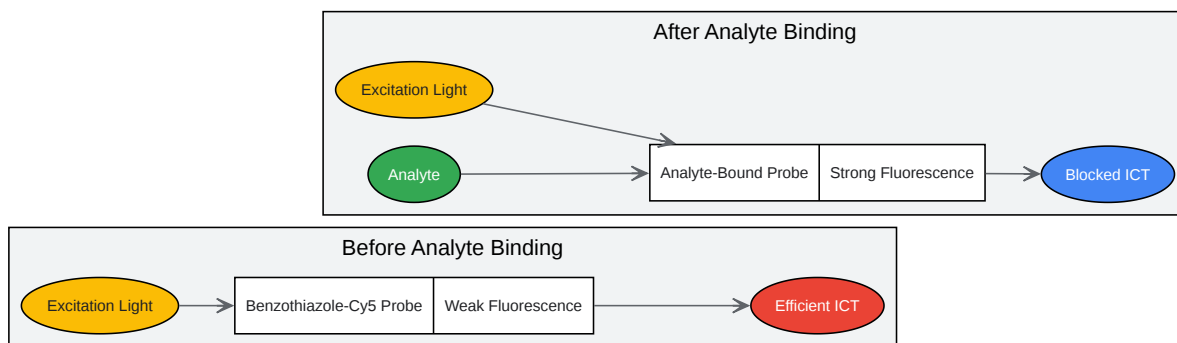 After Analyte Binding
Excitation Light
Analyte
Analyte-Bound Probe
Strong Fluorescence
Blocked ICT
Before Analyte Binding
Excitation Light
Benzothiazole-Cy5 Probe
Weak Fluorescence
Efficient ICT